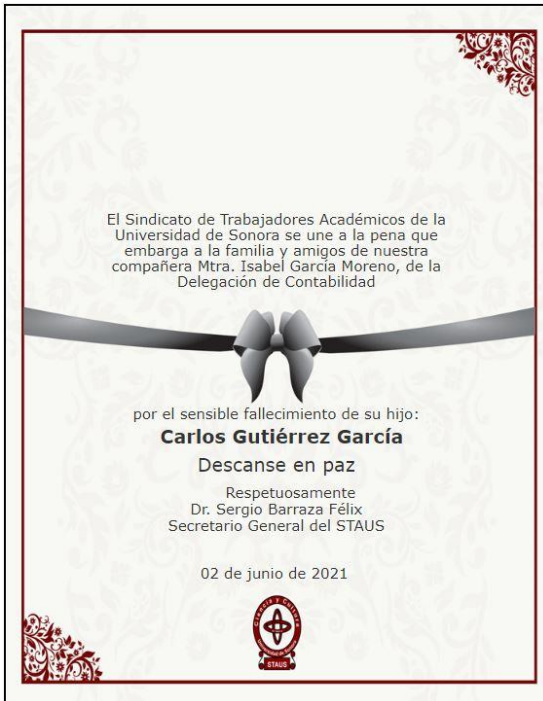 El Sindicato de Trabajadores Académicos de la
Universidad de Sonora se une a la pena que
embarga a la familia y amigos de nuestra
compañera Mtra. Isabel García Moreno, de la
Delegación de Contabilidad
por el sensible fallecimiento de su hijo:
Carlos Gutiérrez García
Descanse en paz
Respetuosamente
Dr. Sergio Barraza Félix
Secretario General del STAUS
02 de junio de 2021
Ciencia y Cultura
STAUS